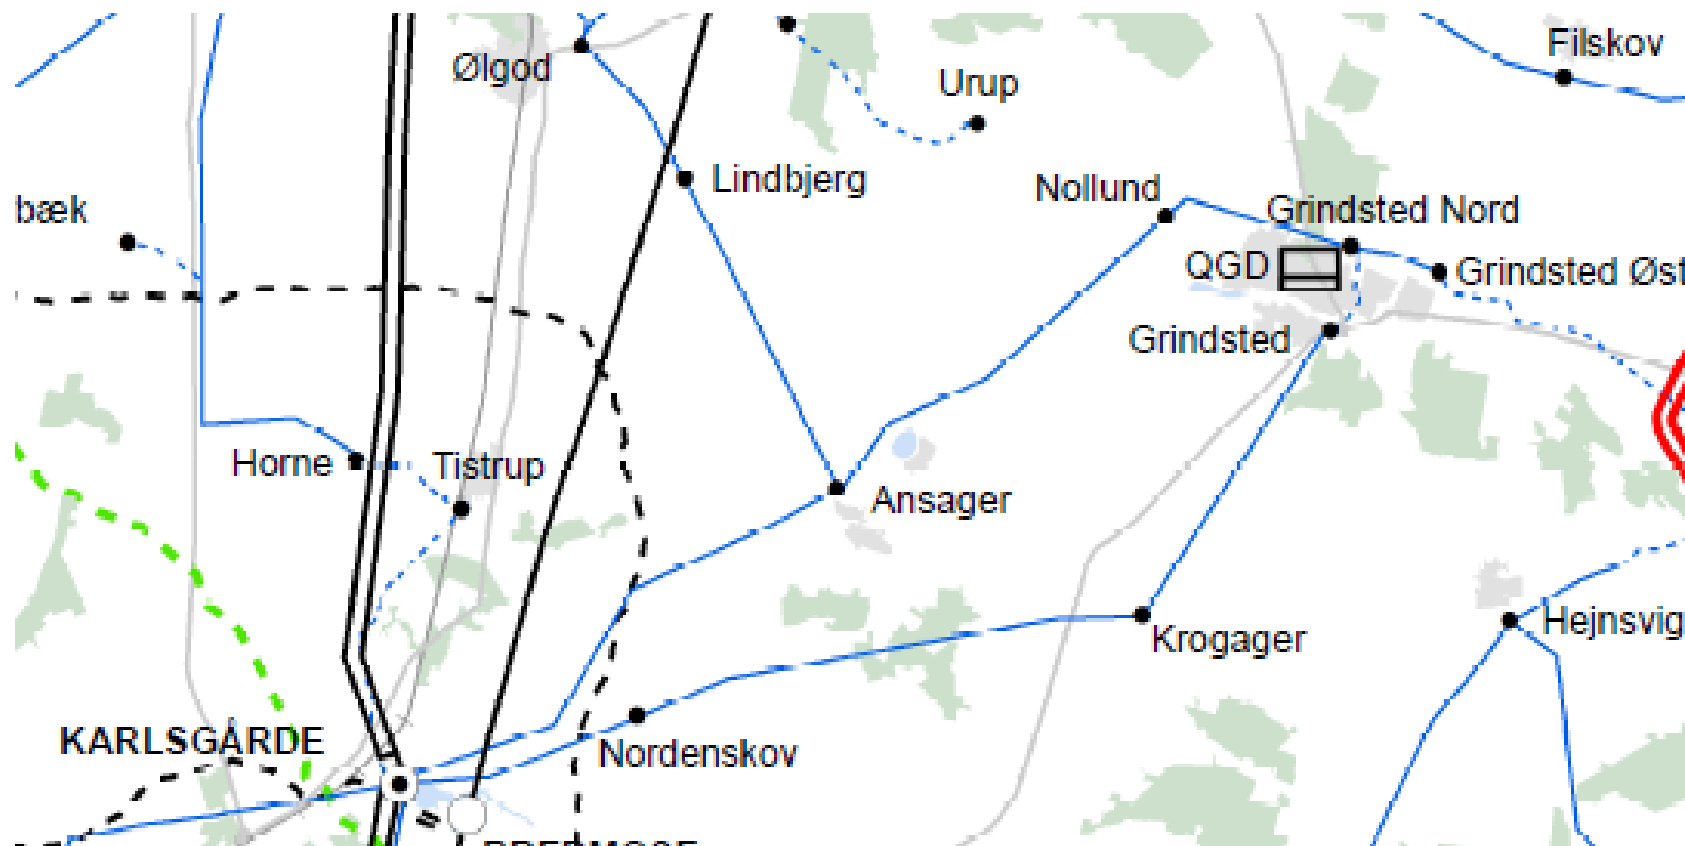 Filskov
Ølgod
Urup
Lindbjerg
Nollund
bæk
Grindsted Nord
QGD
Grindsted Øst
Grindsted
Horne
Tistrup
Ansager
Hejnsvig
Krogager
KARLSGÅRDE
Nordenskov